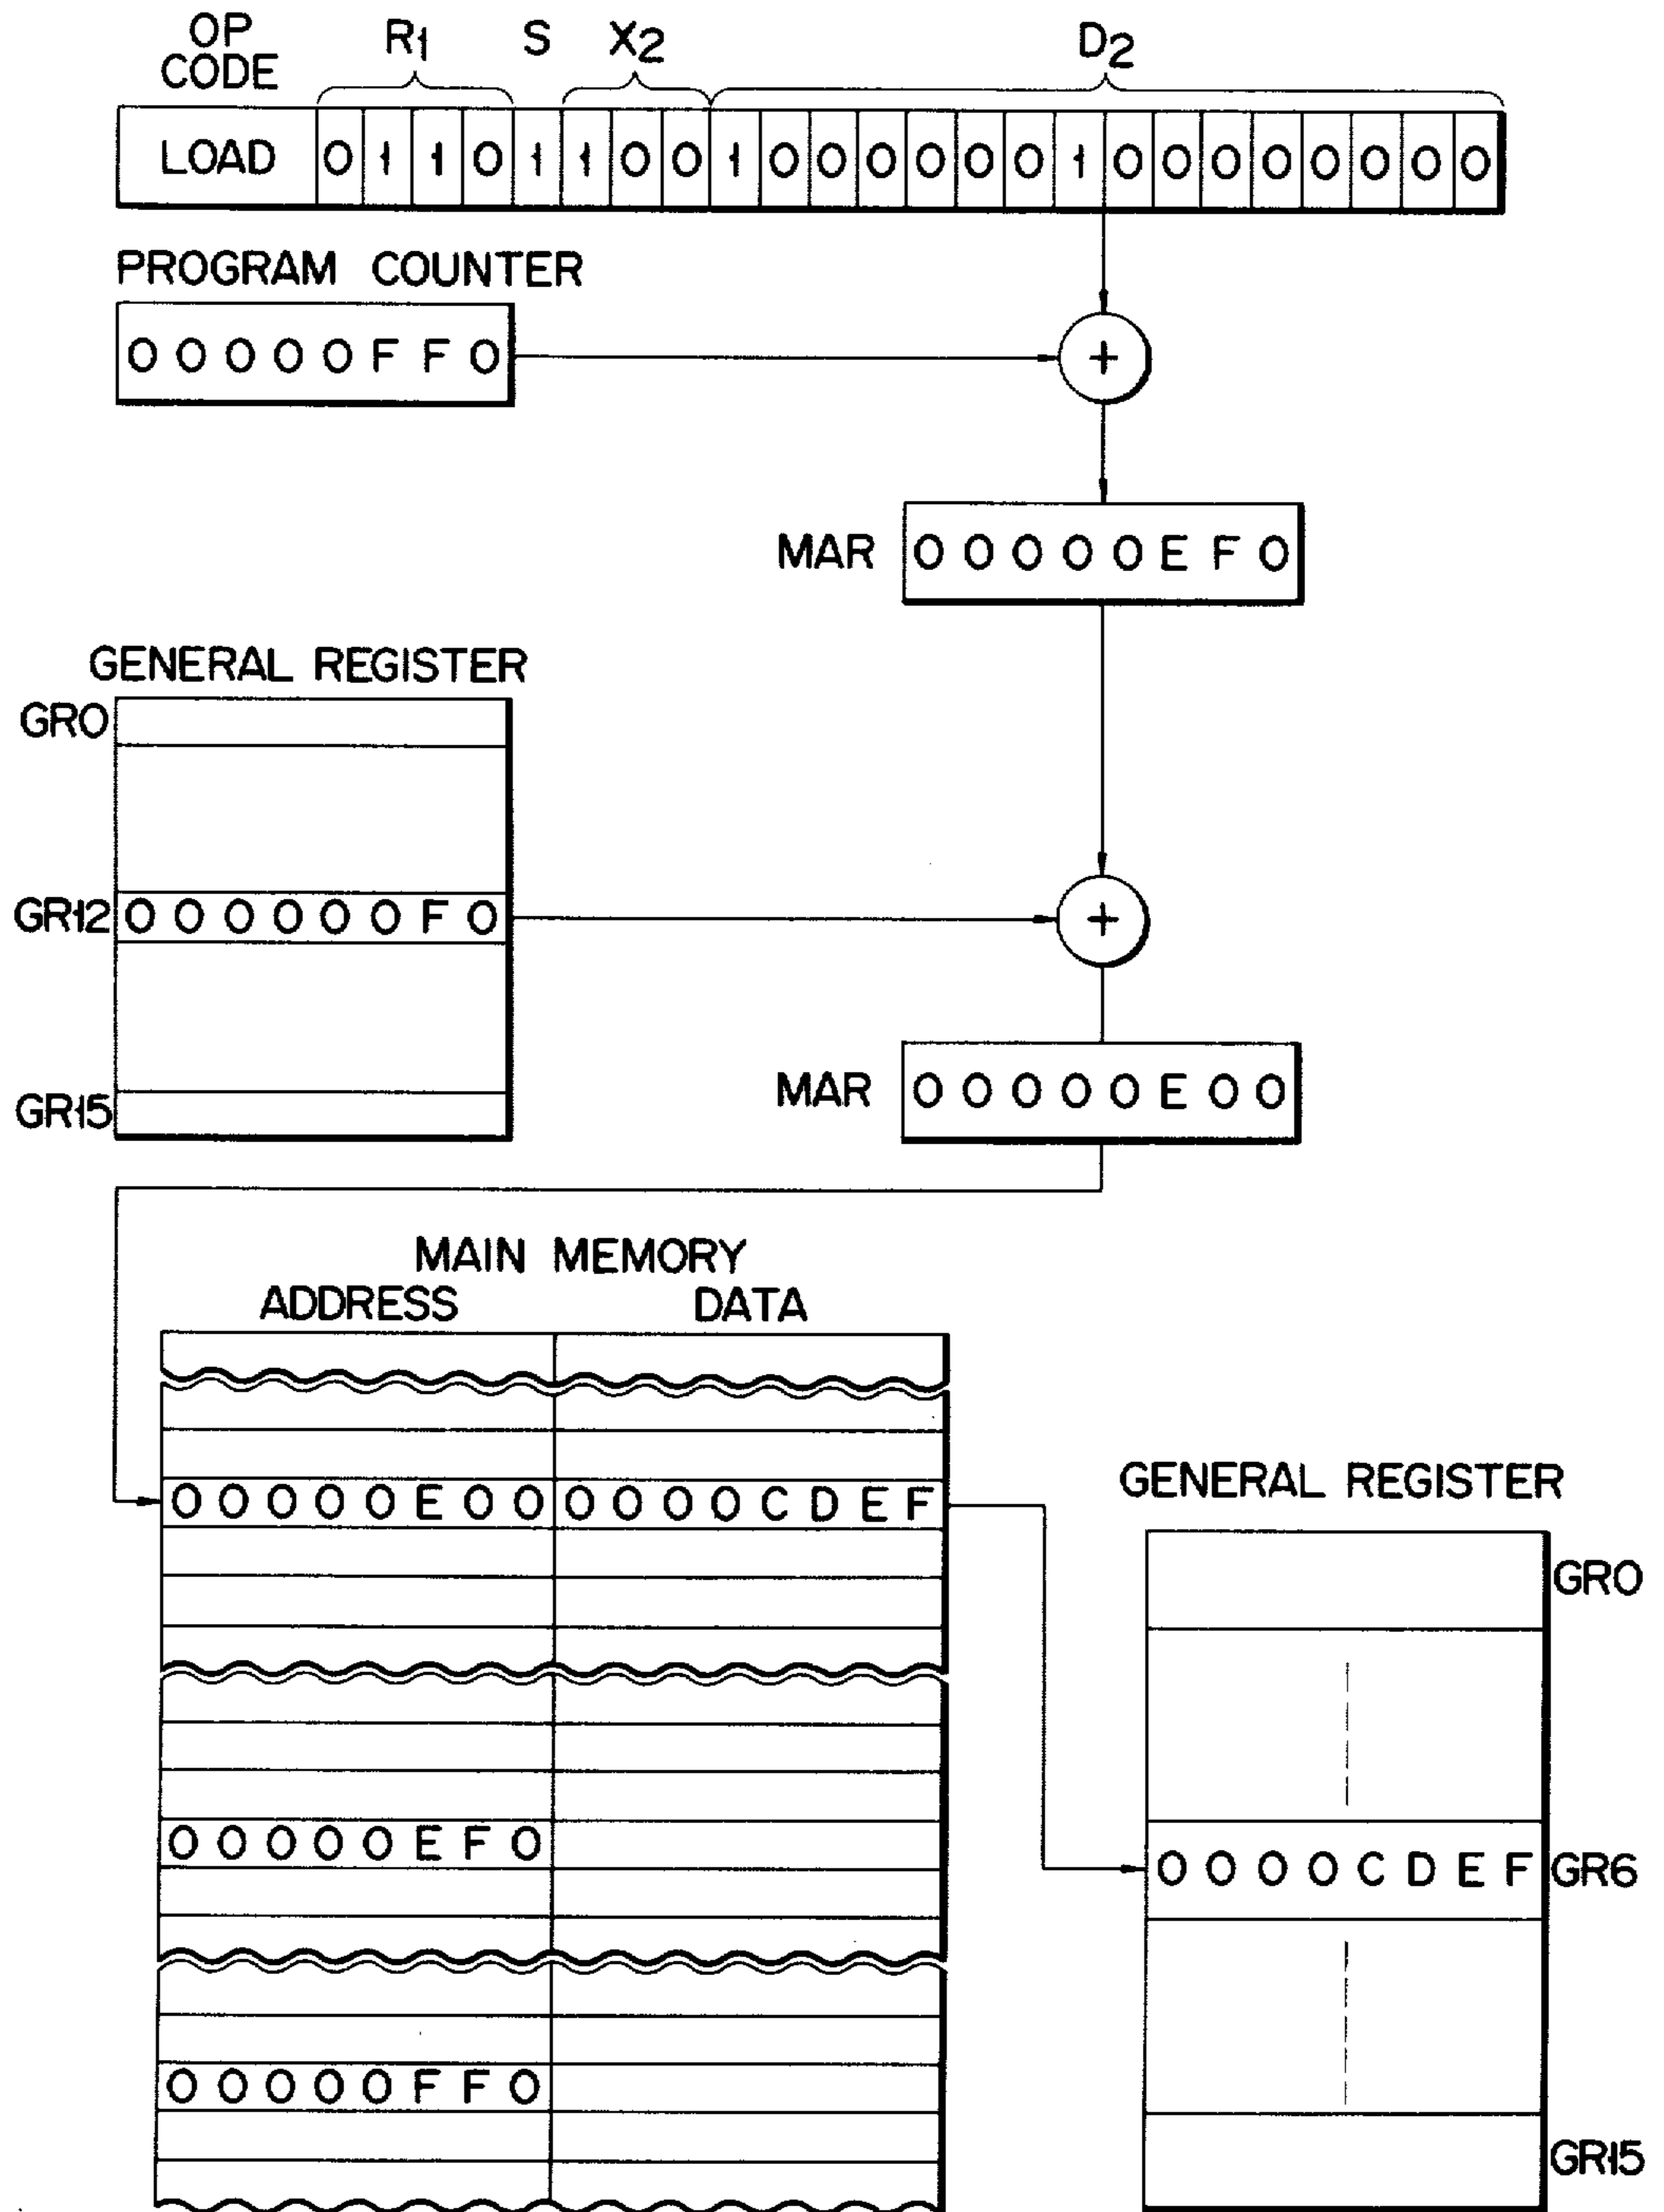 OP CODE R1 S X2 D2
LOAD 0 1 1 0 1 1 0 0 1 0 0 0 0 0 0 1 0 0 0 0 0 0 0 0
PROGRAM COUNTER
0 0 0 0 0 F F 0
+
MAR 0 0 0 0 0 E F 0
GENERAL REGISTER
GR0
GR12 0 0 0 0 0 0 F 0
+
GR15
MAR 0 0 0 0 0 E 0 0
MAIN MEMORY
ADDRESS DATA
0 0 0 0 0 E 0 0 0 0 0 0 C D E F
GENERAL REGISTER
GR0
0 0 0 0 0 E F 0
0 0 0 0 C D E F GR6
0 0 0 0 0 F F 0
GR15